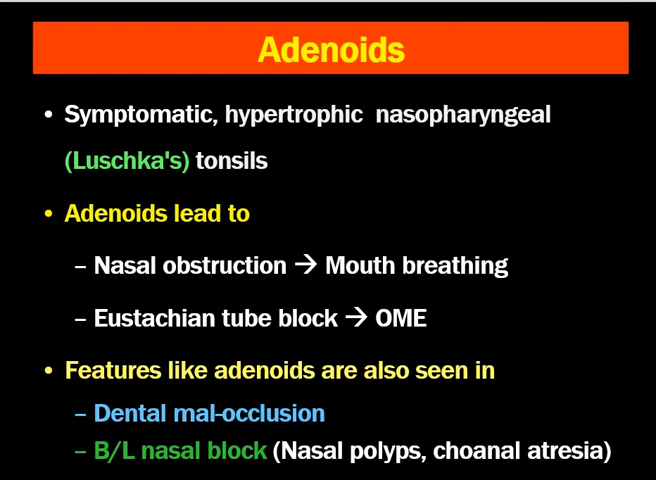 Adenoids
• Symptomatic, hypertrophic nasopharyngeal
(Luschka's) tonsils
• Adenoids lead to
– Nasal obstruction → Mouth breathing
– Eustachian tube block → OME
• Features like adenoids are also seen in
– Dental mal-occlusion
– B/L nasal block (Nasal polyps, choanal atresia)